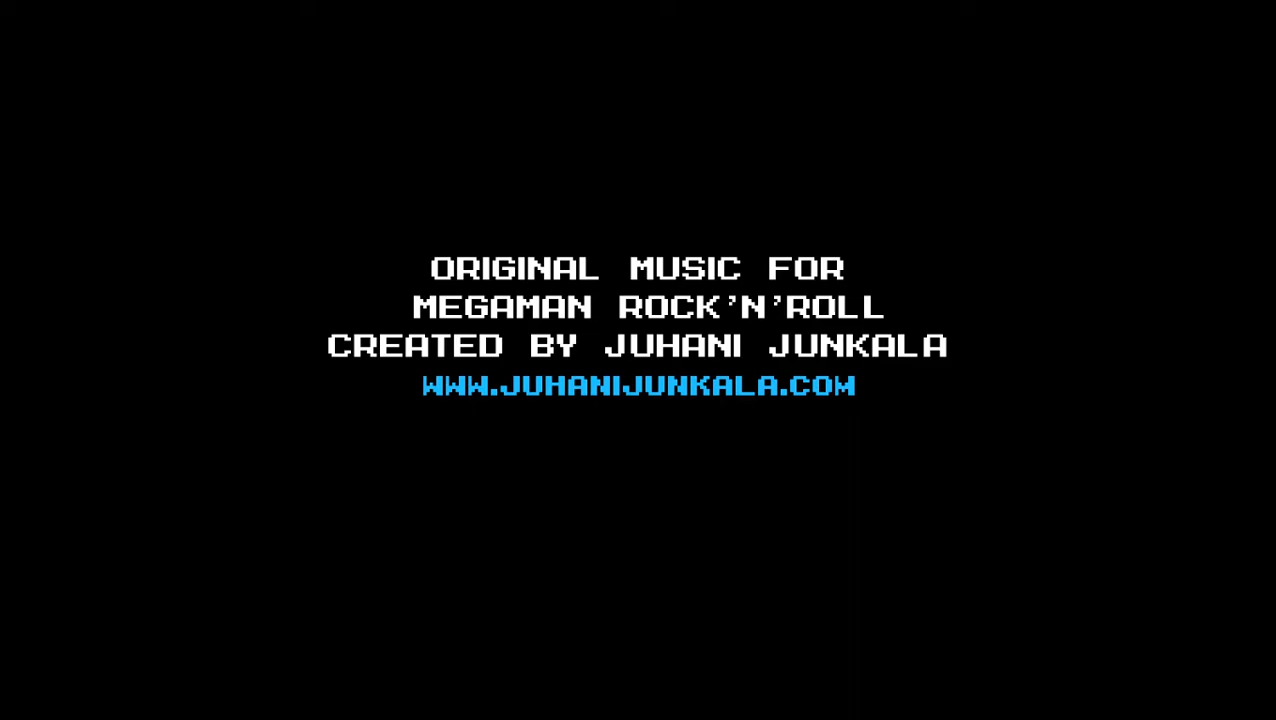 ORIGINAL MUSIC FOR
MEGAMAN ROCK'N'ROLL
CREATED BY JUHANI JUNKALA
WWW.JUHANIJUNKALA.COM